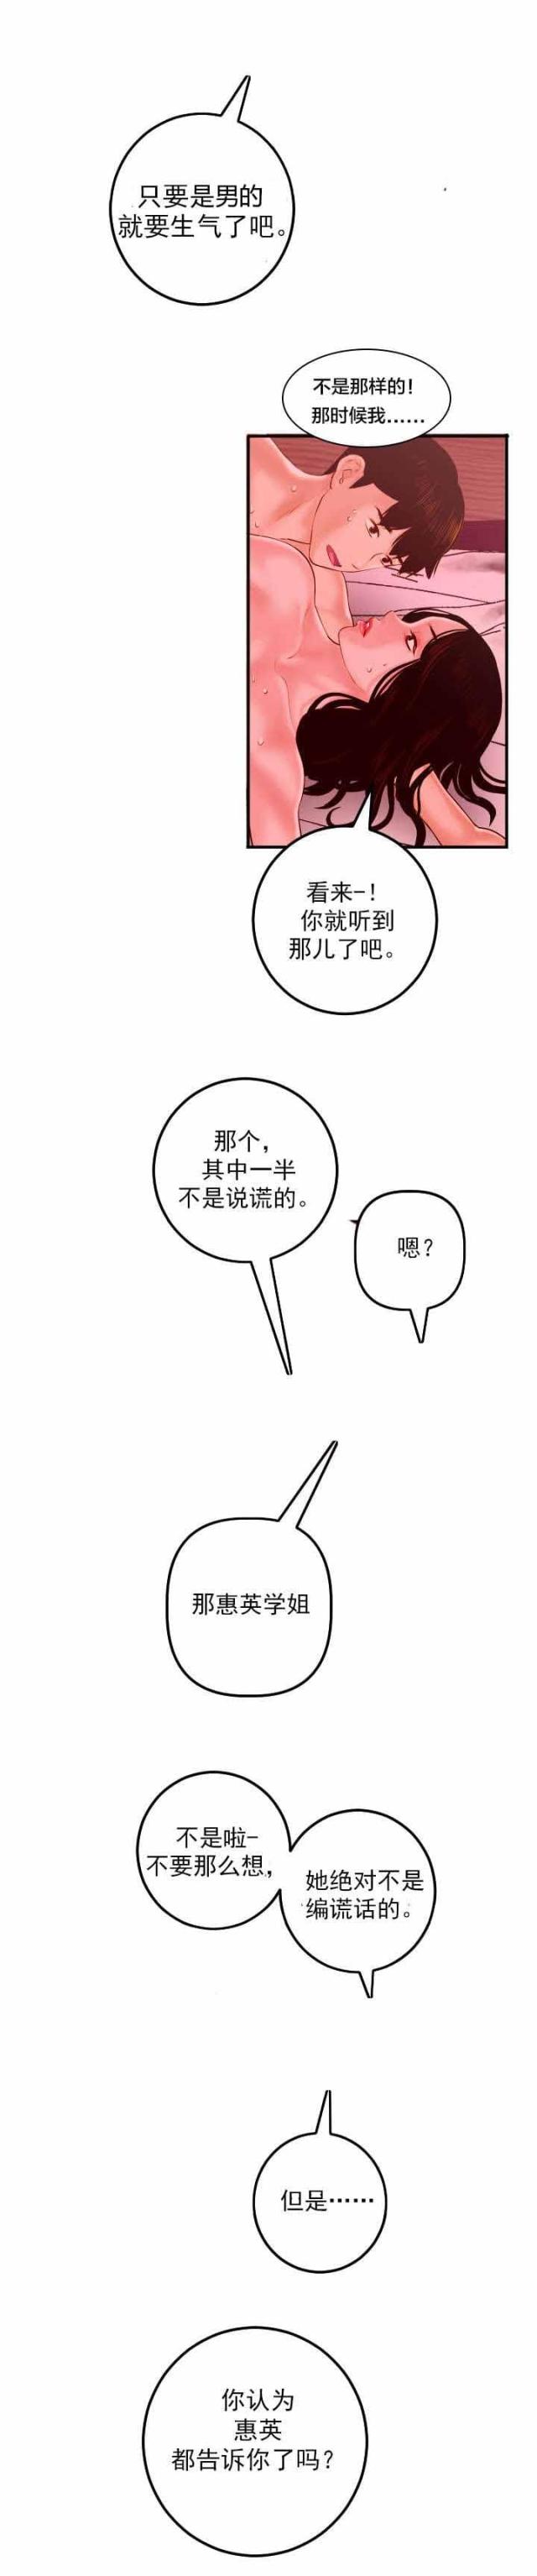 只要是男的
就要生气了吧。
不是那样的！
那时候我……
看来-！
你就听到
那儿了吧。
那个，
其中一半
不是说谎的。
嗯？
那惠英学姐
不是啦-
不要那么想，
她绝对不是
编谎话的。
但是……
你认为
惠英
都告诉你了吗？